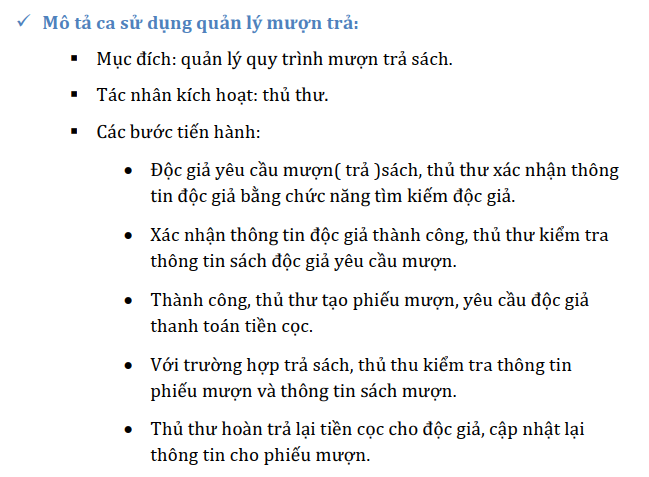 ✓ Mô tả ca sử dụng quản lý mượn trả:
▪ Mục đích: quản lý quy trình mượn trả sách.
▪ Tác nhân kích hoạt: thủ thư.
▪ Các bước tiến hành:
• Độc giả yêu cầu mượn( trả )sách, thủ thư xác nhận thông
tin độc giả bằng chức năng tìm kiếm độc giả.
• Xác nhận thông tin độc giả thành công, thủ thư kiểm tra
thông tin sách độc giả yêu cầu mượn.
• Thành công, thủ thư tạo phiếu mượn, yêu cầu độc giả
thanh toán tiền cọc.
• Với trường hợp trả sách, thủ thu kiểm tra thông tin
phiếu mượn và thông tin sách mượn.
• Thủ thư hoàn trả lại tiền cọc cho độc giả, cập nhật lại
thông tin cho phiếu mượn.